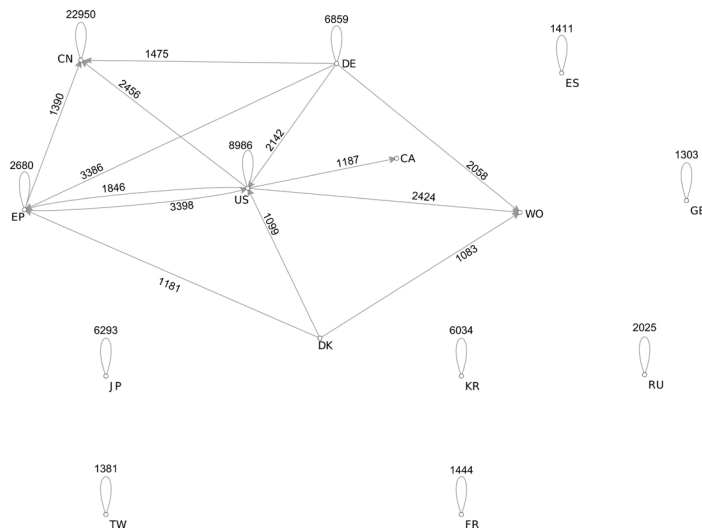 22950
6859
1411
CN
1475
DE
ES
2456
1390
2142
8986
1187
CA
1303
2680
3386
2058
1846
US
2424
EP
3398
WO
GB
1099
1083
1181
DK
6293
6034
2025
JP
KR
RU
1381
1444
TW
FR